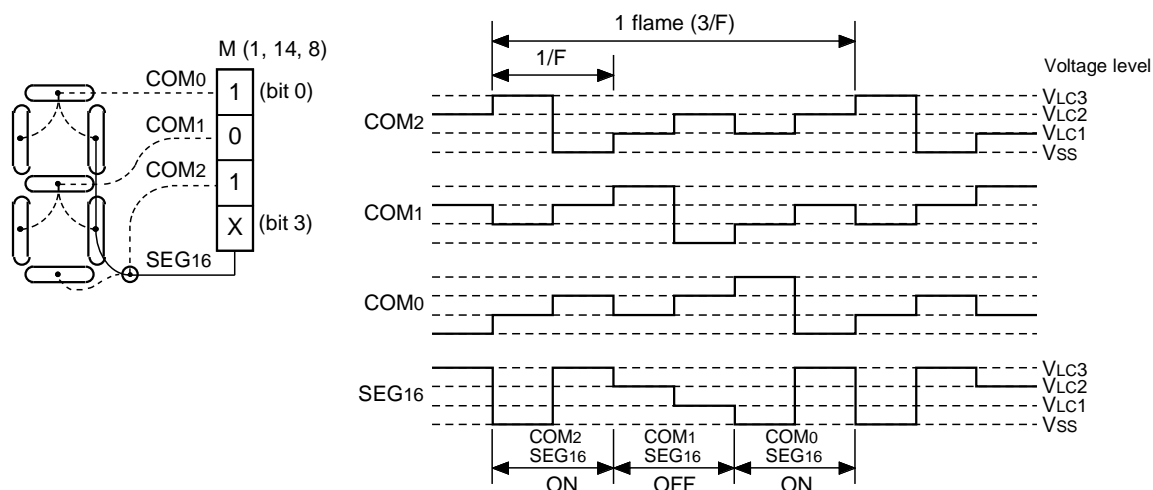 M (1, 14, 8)
COM0
1
(bit 0)
COM1
0
COM2
1
X
(bit 3)
SEG16
1 flame (3/F)
1/F
Voltage level
COM2
VLC3
VLC2
VLC1
VSS
COM1
COM0
SEG16
VLC3
VLC2
VLC1
VSS
COM2 COM1 COM0
SEG16 SEG16 SEG16
ON OFF ON